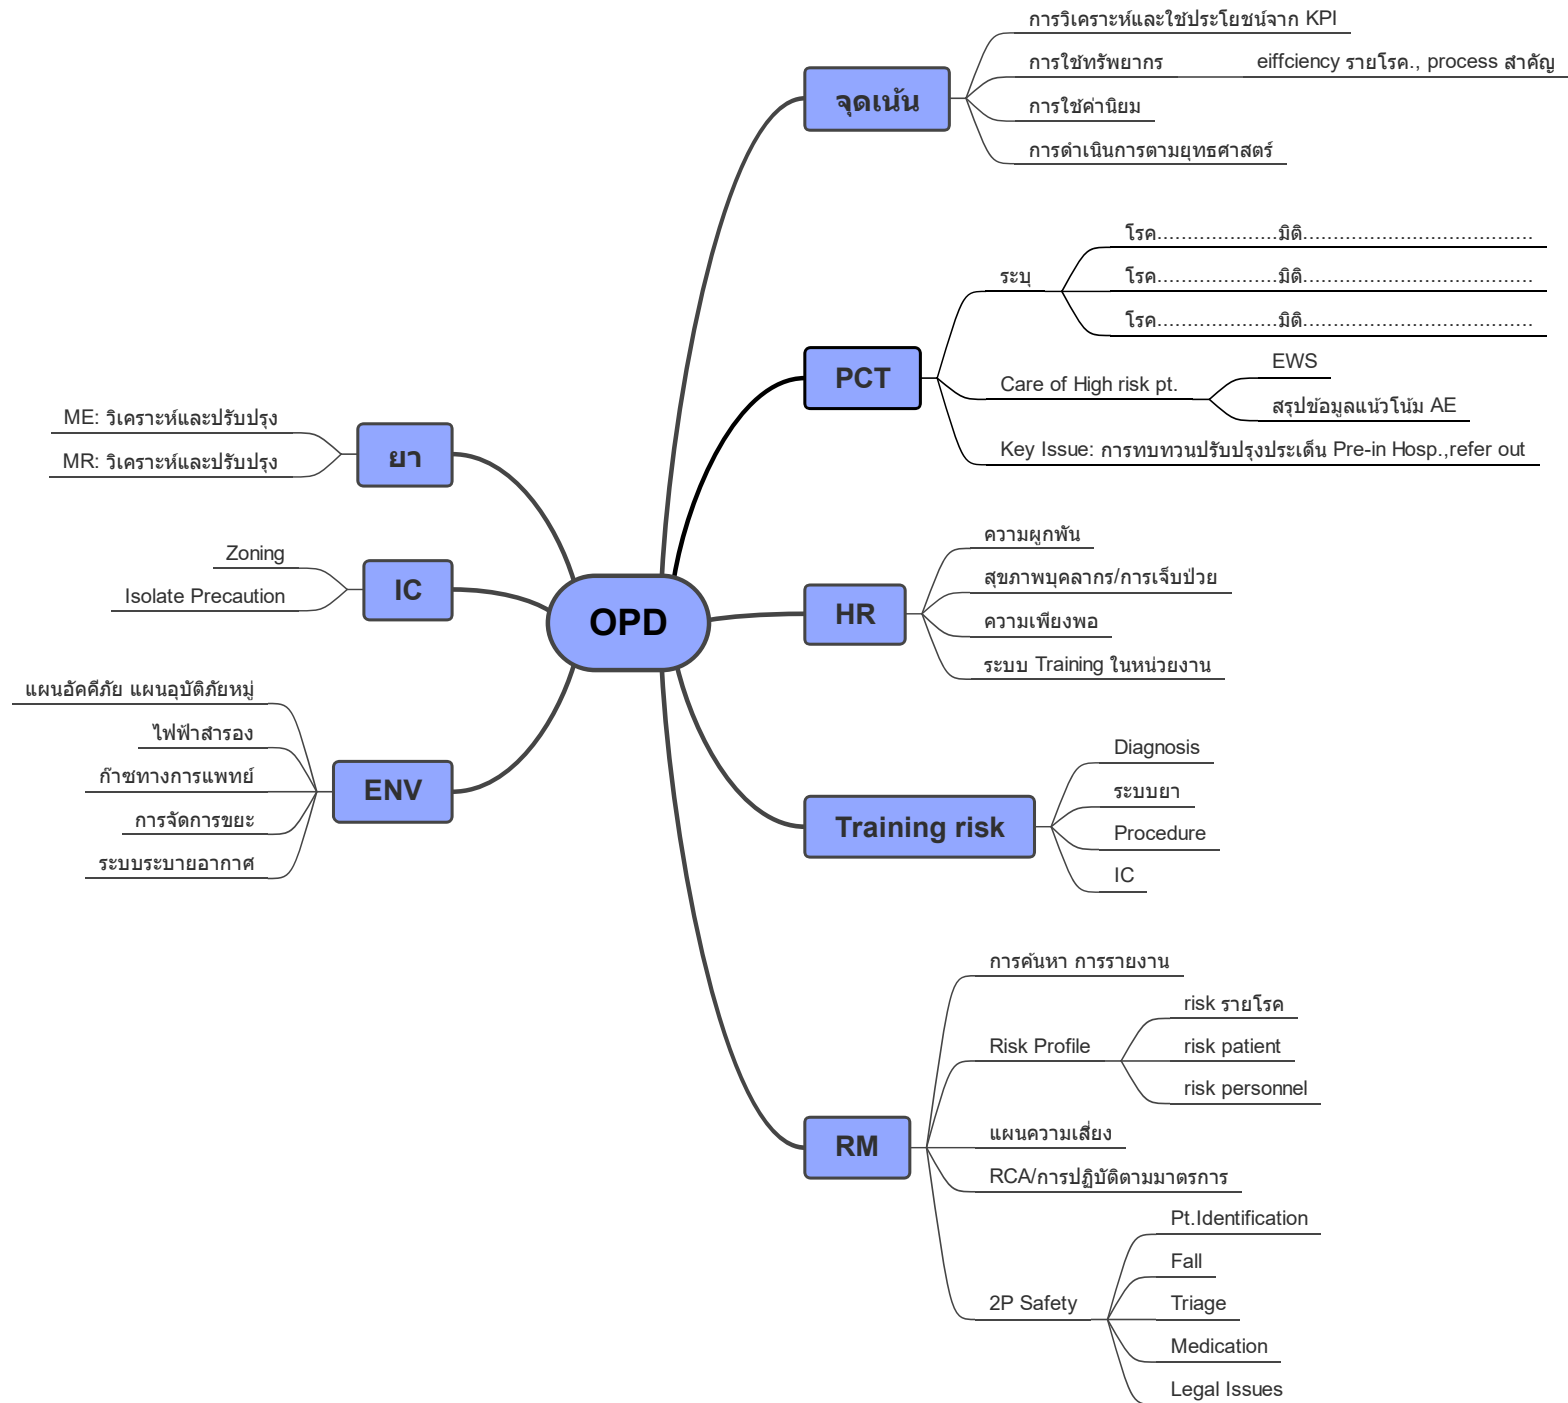 OPD
จุดเน้น
การวิเคราะห์และใช้ประโยชน์จาก KPI
การใช้ทรัพยากร
eiffciency รายโรค., process สำคัญ
การใช้ค่านิยม
การดำเนินการตามยุทธศาสตร์
PCT
ระบุ
โรค....................มิติ......................................
โรค....................มิติ......................................
โรค....................มิติ......................................
Care of High risk pt.
EWS
สรุปข้อมูลแน้วโน้ม AE
Key Issue: การทบทวนปรับปรุงประเด็น Pre-in Hosp.,refer out
HR
ความผูกพัน
สุขภาพบุคลากร/การเจ็บป่วย
ความเพียงพอ
ระบบ Training ในหน่วยงาน
Training risk
Diagnosis
ระบบยา
Procedure
IC
RM
การค้นหา การรายงาน
Risk Profile
risk รายโรค
risk patient
risk personnel
แผนความเสี่ยง
RCA/การปฏิบัติตามมาตรการ
2P Safety
Pt.Identification
Fall
Triage
Medication
Legal Issues
ยา
ME: วิเคราะห์และปรับปรุง
MR: วิเคราะห์และปรับปรุง
IC
Zoning
Isolate Precaution
ENV
แผนอัคคีภัย แผนอุบัติภัยหมู่
ไฟฟ้าสำรอง
ก๊าซทางการแพทย์
การจัดการขยะ
ระบบระบายอากาศ